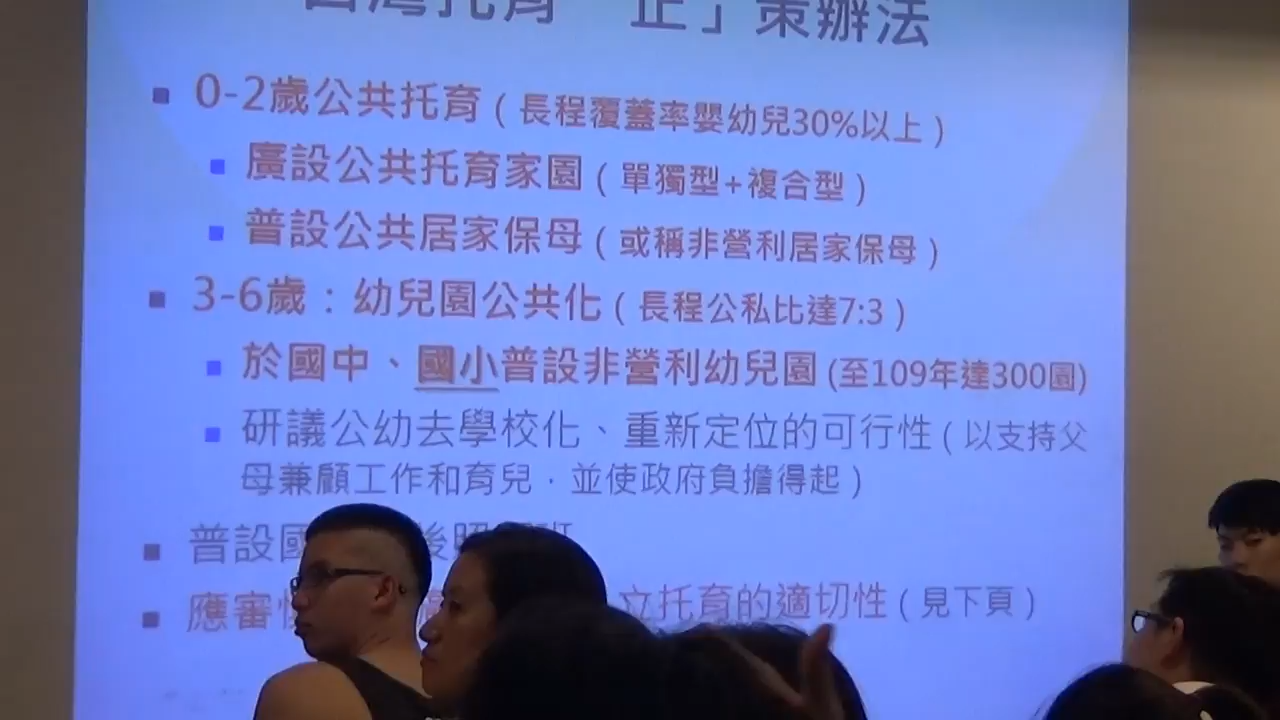 台灣托育「正」策辦法
0-2歲公共托育(長程覆蓋率嬰幼兒30%以上)
廣設公共托育家園(單獨型+複合型)
普設公共居家保母(或稱非營利居家保母)
3-6歲:幼兒園公共化(長程公私比達7:3)
於國中、國小普設非營利幼兒園(至109年達300園)
研議公幼去學校化、重新定位的可行性(以支持父
母兼顧工作和育兒,並使政府負擔得起)
普設國 後照 班
應審 立托育的適切性(見下頁)